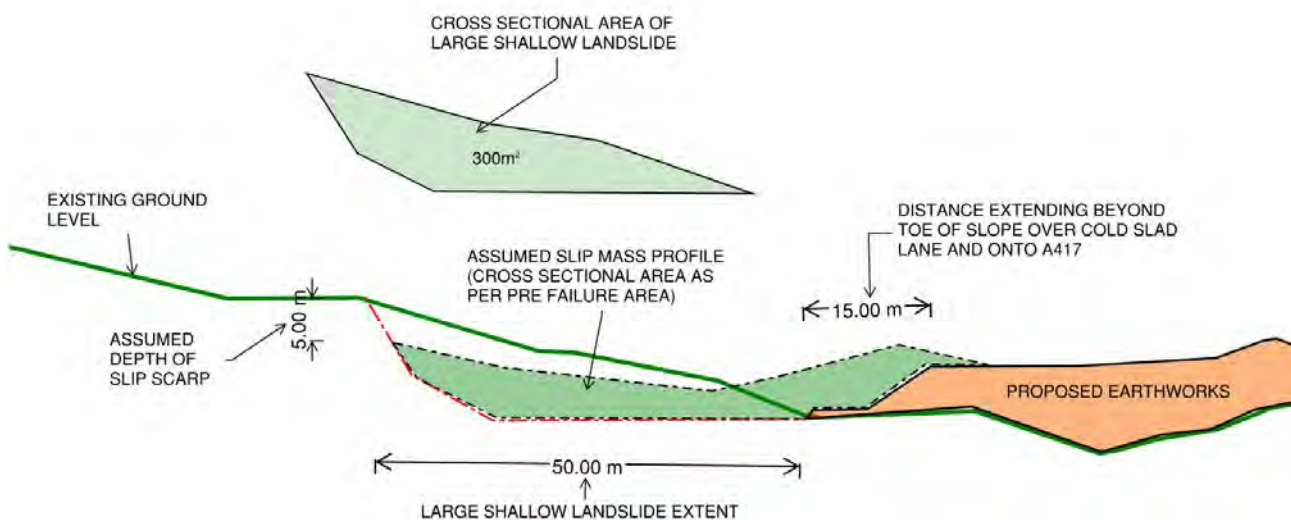 CROSS SECTIONAL AREA OF
LARGE SHALLOW LANDSLIDE
300m²
EXISTING GROUND
LEVEL
DISTANCE EXTENDING BEYOND
TOE OF SLOPE OVER COLD SLAD
LANE AND ONTO A417
ASSUMED SLIP MASS PROFILE
(CROSS SECTIONAL AREA AS
PER PRE FAILURE AREA)
15.00 m
5.00 m
ASSUMED
DEPTH OF
SLIP SCARP
PROPOSED EARTHWORKS
50.00 m
LARGE SHALLOW LANDSLIDE EXTENT